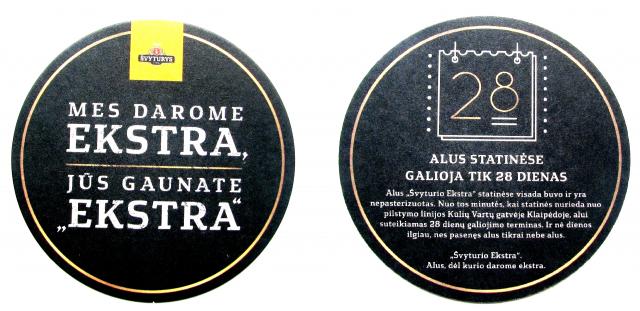 ŠVYTURYS
MES DAROME
EKSTRA,
JŪS GAUNATE
„EKSTRA“
28
ALUS STATINĖSE
GALIOJA TIK 28 DIENAS
Alus „Švyturio Ekstra“ statinėse visada buvo ir yra
nepasterizuotas. Nuo tos minutės, kai statinės nurieda nuo
pilstymo linijos Kulių Vartų gatvėje Klaipėdoje, alui
suteikiamas 28 dienų galiojimo terminas. Ir nė dienos
ilgiau, nes pasenęs alus tikrai nebe alus.
„Švyturio Ekstra“.
Alus, dėl kurio darome ekstra.